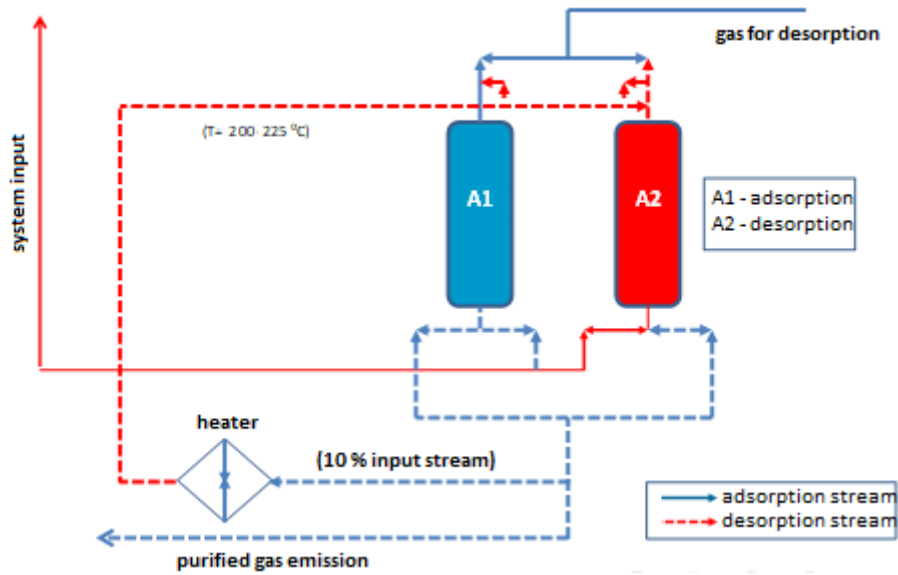 gas for desorption
(T= 200 225 ⁰C)
system input
A1
A2
A1 - adsorption
A2 - desorption
heater
(10 % input stream)
adsorption stream
desorption stream
purified gas emission